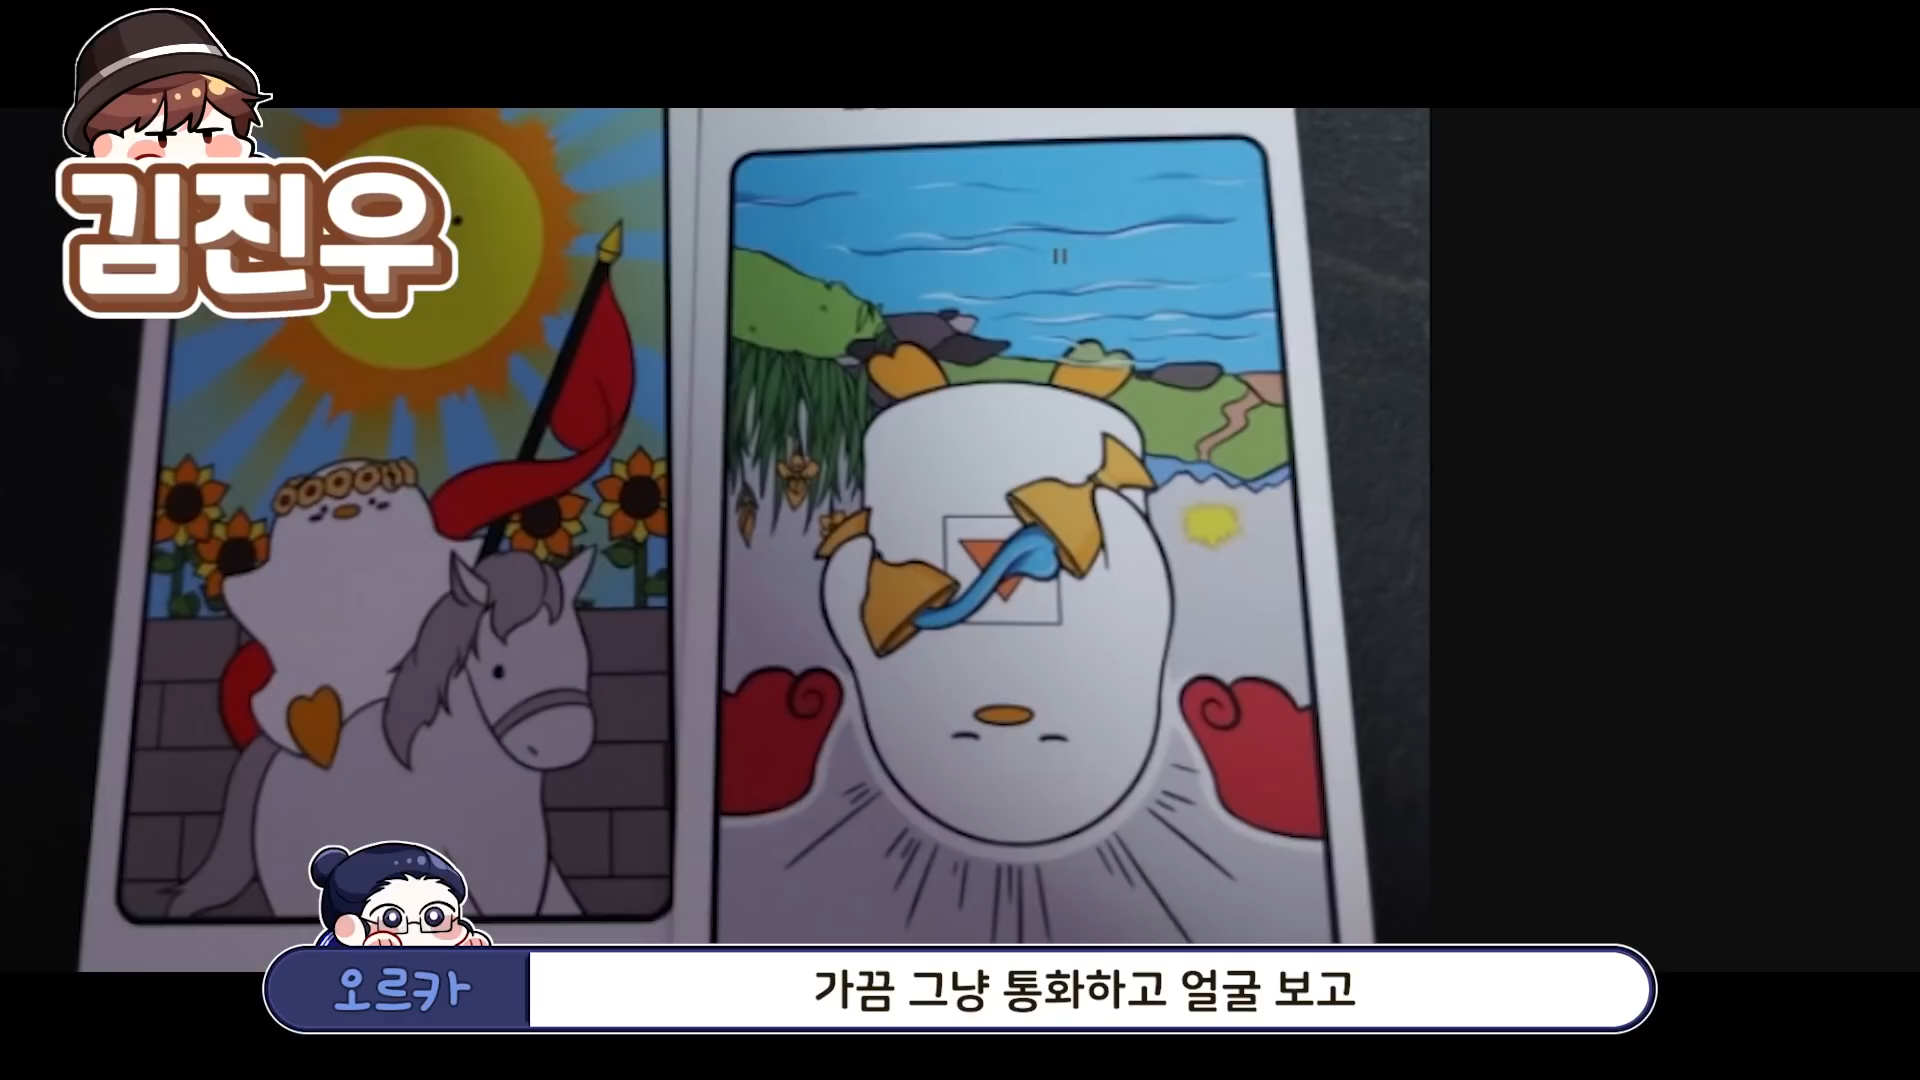 김진우
오르카
가끔 그냥 통화하고 얼굴 보고